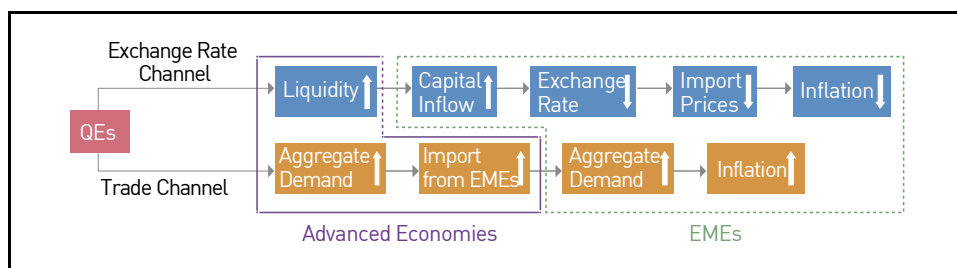 Exchange Rate
Channel
Liquidity
Capital
Inflow
Exchange
Rate
Import
Prices
Inflation
QEs
Aggregate
Demand
Import
from EMEs
Aggregate
Demand
Inflation
Trade Channel
Advanced Economies
EMEs